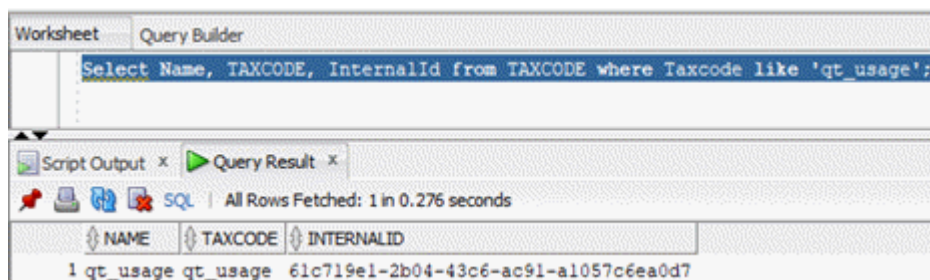 Worksheet Query Builder
Select Name, TAXCODE, InternalId from TAXCODE where Taxcode like 'qt_usage';
Script Output x Query Result x
SQL | All Rows Fetched: 1 in 0.276 seconds
NAME TAXCODE INTERNALID
1 qt_usage qt_usage 61c719e1-2b04-43c6-ac91-a1057c6ea0d7